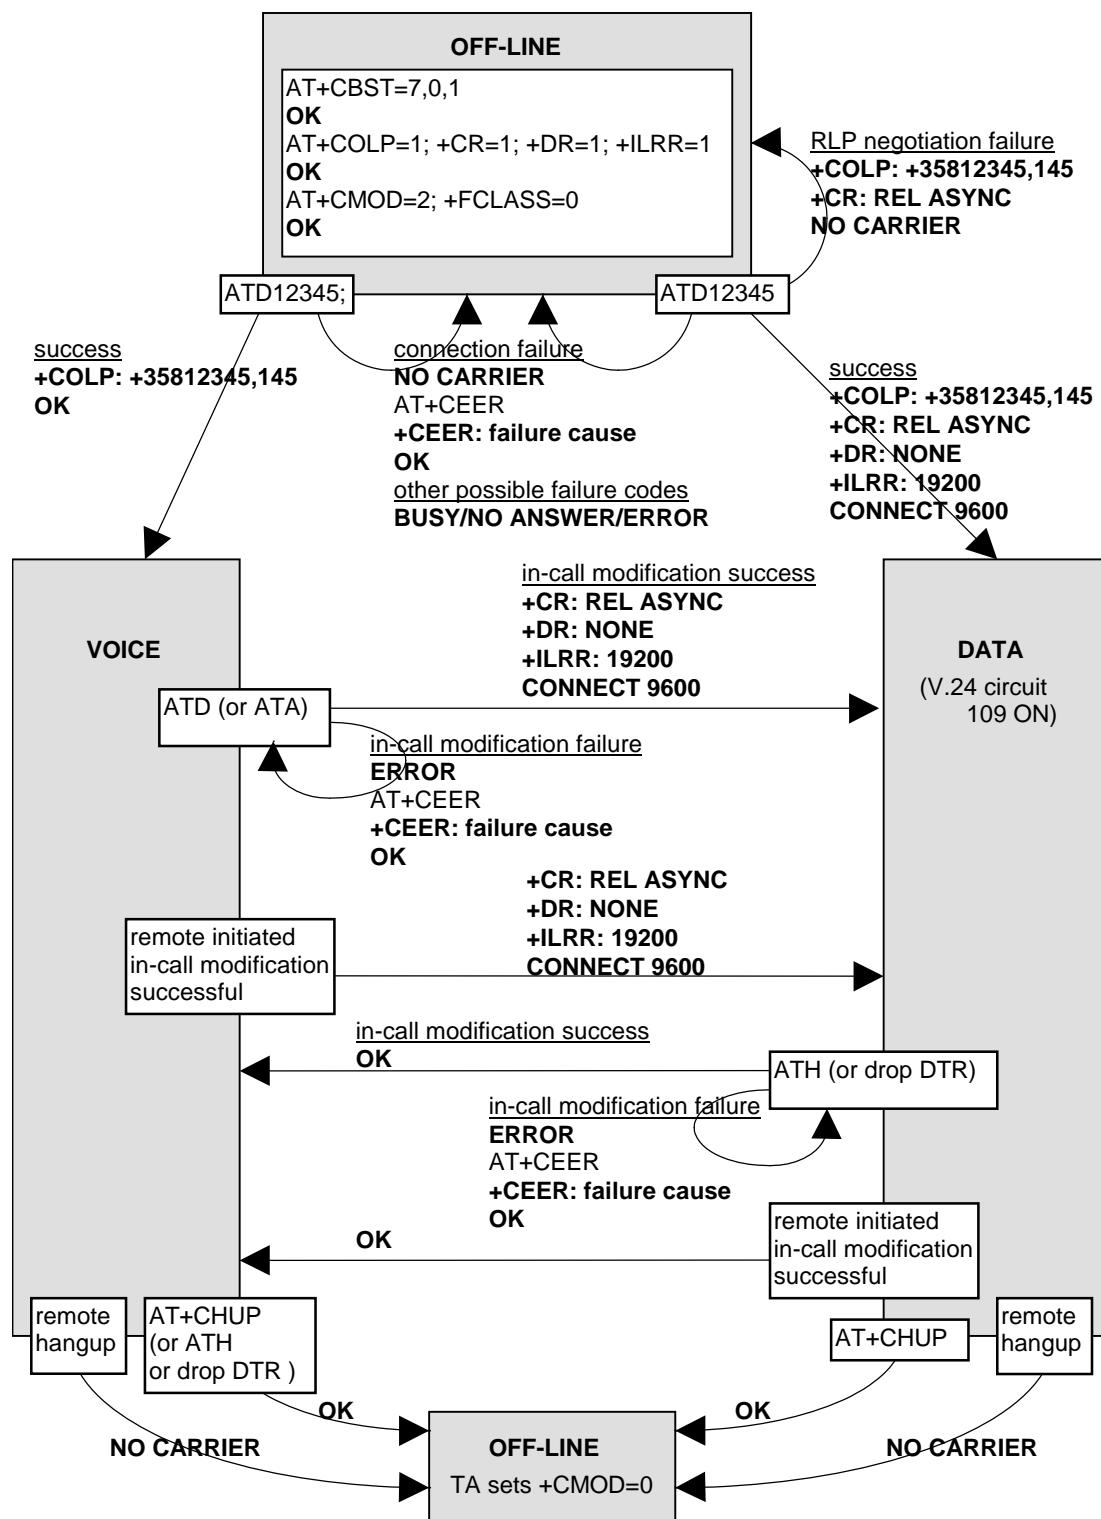 OFF-LINE
AT+CBST=7,0,1
OK
AT+COLP=1; +CR=1; +DR=1; +ILRR=1
OK
AT+CMOD=2; +FCLASS=0
OK
RLP negotiation failure
+COLP: +35812345,145
+CR: REL ASYNC
NO CARRIER
ATD12345;
ATD12345
success
+COLP: +35812345,145
OK
connection failure
NO CARRIER
AT+CEER
+CEER: failure cause
OK
other possible failure codes
BUSY/NO ANSWER/ERROR
success
+COLP: +35812345,145
+CR: REL ASYNC
+DR: NONE
+ILRR: 19200
CONNECT 9600
VOICE
in-call modification success
+CR: REL ASYNC
+DR: NONE
+ILRR: 19200
CONNECT 9600
DATA
(V.24 circuit
109 ON)
ATD (or ATA)
in-call modification failure
ERROR
AT+CEER
+CEER: failure cause
OK
+CR: REL ASYNC
+DR: NONE
+ILRR: 19200
CONNECT 9600
remote initiated
in-call modification
successful
in-call modification success
OK
ATH (or drop DTR)
in-call modification failure
ERROR
AT+CEER
+CEER: failure cause
OK
remote initiated
in-call modification
successful
OK
remote
hangup
AT+CHUP
(or ATH
or drop DTR )
AT+CHUP
remote
hangup
OK
OK
NO CARRIER
NO CARRIER
OFF-LINE
TA sets +CMOD=0